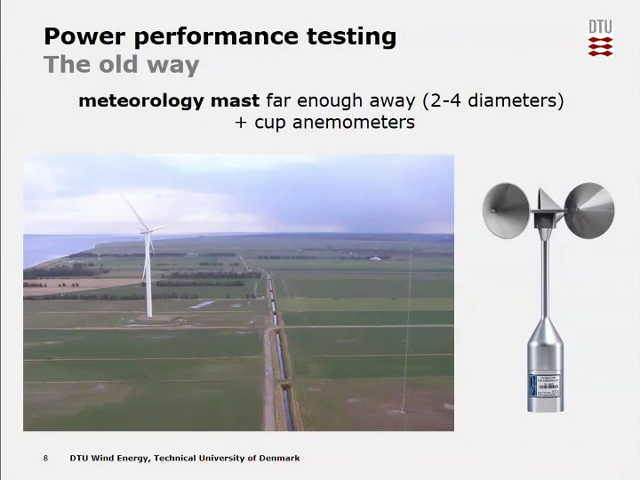 Power performance testing
The old way
DTU
meteorology mast far enough away (2-4 diameters)
+ cup anemometers
8 DTU Wind Energy, Technical University of Denmark